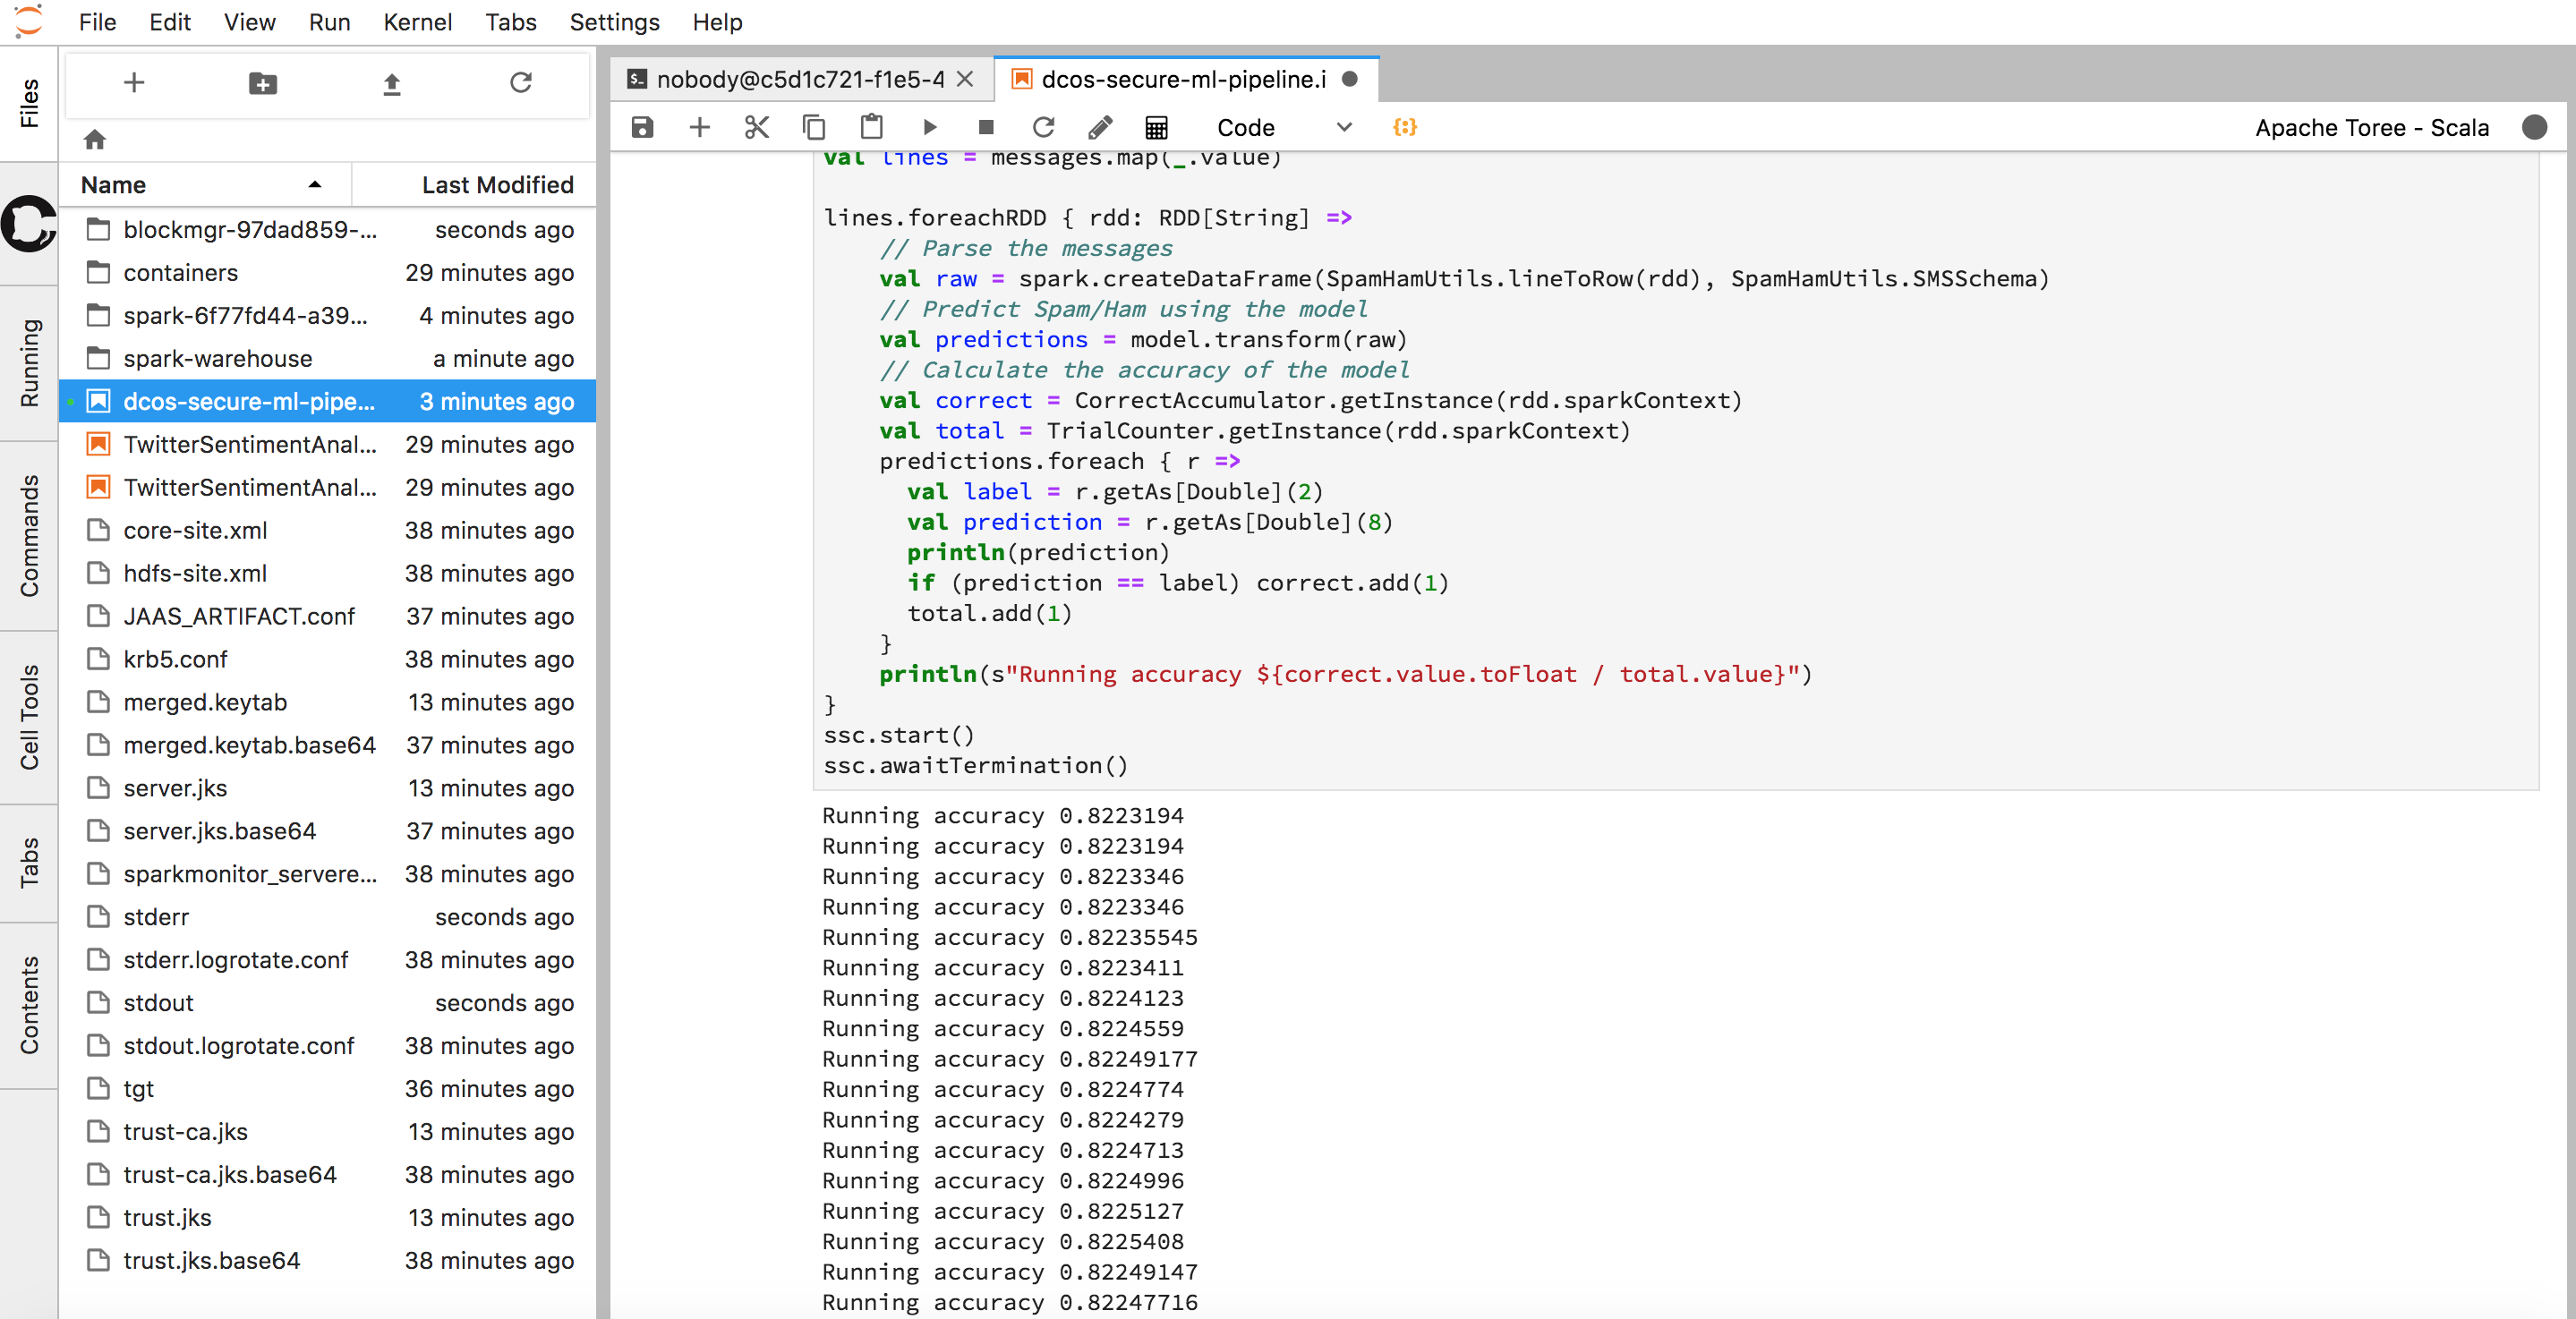 File Edit View Run Kernel Tabs Settings Help
Files
Running
Commands
Cell Tools
Tabs
Contents
Name Last Modified
blockmgr-97dad859-... seconds ago
containers 29 minutes ago
spark-6f77fd44-a39... 4 minutes ago
spark-warehouse a minute ago
dcos-secure-ml-pipe... 3 minutes ago
TwitterSentimentAnal... 29 minutes ago
TwitterSentimentAnal... 29 minutes ago
core-site.xml 38 minutes ago
hdfs-site.xml 38 minutes ago
JAAS_ARTIFACT.conf 37 minutes ago
krb5.conf 38 minutes ago
merged.keytab 13 minutes ago
merged.keytab.base64 37 minutes ago
server.jks 13 minutes ago
server.jks.base64 37 minutes ago
sparkmonitor_servere... 38 minutes ago
stderr seconds ago
stderr.logrotate.conf 38 minutes ago
stdout seconds ago
stdout.logrotate.conf 38 minutes ago
tgt 36 minutes ago
trust-ca.jks 13 minutes ago
trust-ca.jks.base64 38 minutes ago
trust.jks 13 minutes ago
trust.jks.base64 38 minutes ago
nobody@c5d1c721-f1e5-4 dcos-secure-ml-pipeline.i
Code Apache Toree - Scala
val lines = messages.map(_.value)
lines.foreachRDD { rdd: RDD[String] =>
// Parse the messages
val raw = spark.createDataFrame(SpamHamUtils.lineToRow(rdd), SpamHamUtils.SMSSchema)
// Predict Spam/Ham using the model
val predictions = model.transform(raw)
// Calculate the accuracy of the model
val correct = CorrectAccumulator.getInstance(rdd.sparkContext)
val total = TrialCounter.getInstance(rdd.sparkContext)
predictions.foreach { r =>
val label = r.getAs[Double](2)
val prediction = r.getAs[Double](8)
println(prediction)
if (prediction == label) correct.add(1)
total.add(1)
}
println(s"Running accuracy ${correct.value.toFloat / total.value}")
}
ssc.start()
ssc.awaitTermination()
Running accuracy 0.8223194
Running accuracy 0.8223194
Running accuracy 0.8223346
Running accuracy 0.8223346
Running accuracy 0.82235545
Running accuracy 0.8223411
Running accuracy 0.8224123
Running accuracy 0.8224559
Running accuracy 0.82249177
Running accuracy 0.8224774
Running accuracy 0.8224279
Running accuracy 0.8224713
Running accuracy 0.8224996
Running accuracy 0.8225127
Running accuracy 0.8225408
Running accuracy 0.82249147
Running accuracy 0.82247716